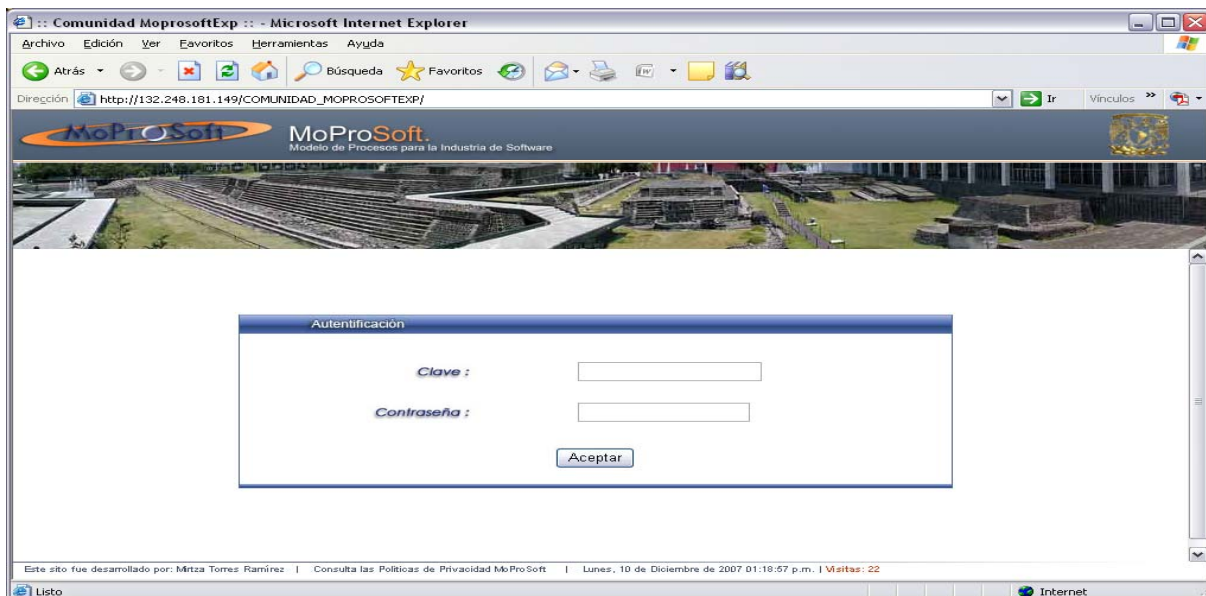 :: Comunidad MoprosoftExp :: - Microsoft Internet Explorer
Archivo Edición Ver Favoritos Herramientas Ayuda
Atrás Búsqueda Favoritos
Dirección http://132.248.181.149/COMUNIDAD_MOPROSOFTEXP/ Ir Vínculos »
MoProSoft MoProSoft.
Modelo de Procesos para la Industria de Software
Autentificación
Clave :
Contraseña :
Aceptar
Este sito fue desarrollado por: Mirtza Torres Ramírez | Consulta las Políticas de Privacidad MoProSoft | Lunes, 10 de Diciembre de 2007 01:18:57 p.m. | Visitas: 22
Listo Internet